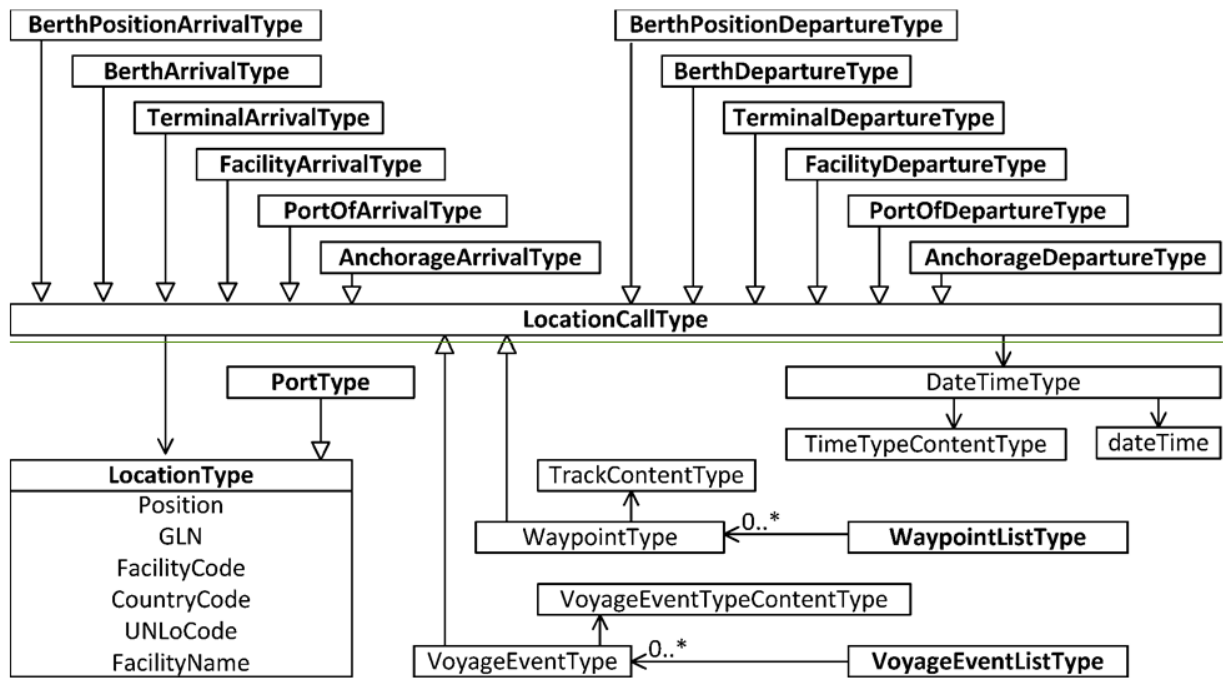 BerthPositionArrivalType
BerthPositionDepartureType
BerthArrivalType
BerthDepartureType
TerminalArrivalType
TerminalDepartureType
FacilityArrivalType
FacilityDepartureType
PortOfArrivalType
PortOfDepartureType
AnchorageArrivalType
AnchorageDepartureType
LocationCallType
PortType
DateTimeType
TimeTypeContentType
dateTime
LocationType
Position
GLN
FacilityCode
CountryCode
UNLoCode
FacilityName
TrackContentType
WaypointType
0..*
WaypointListType
VoyageEventTypeContentType
VoyageEventType
0..*
VoyageEventListType